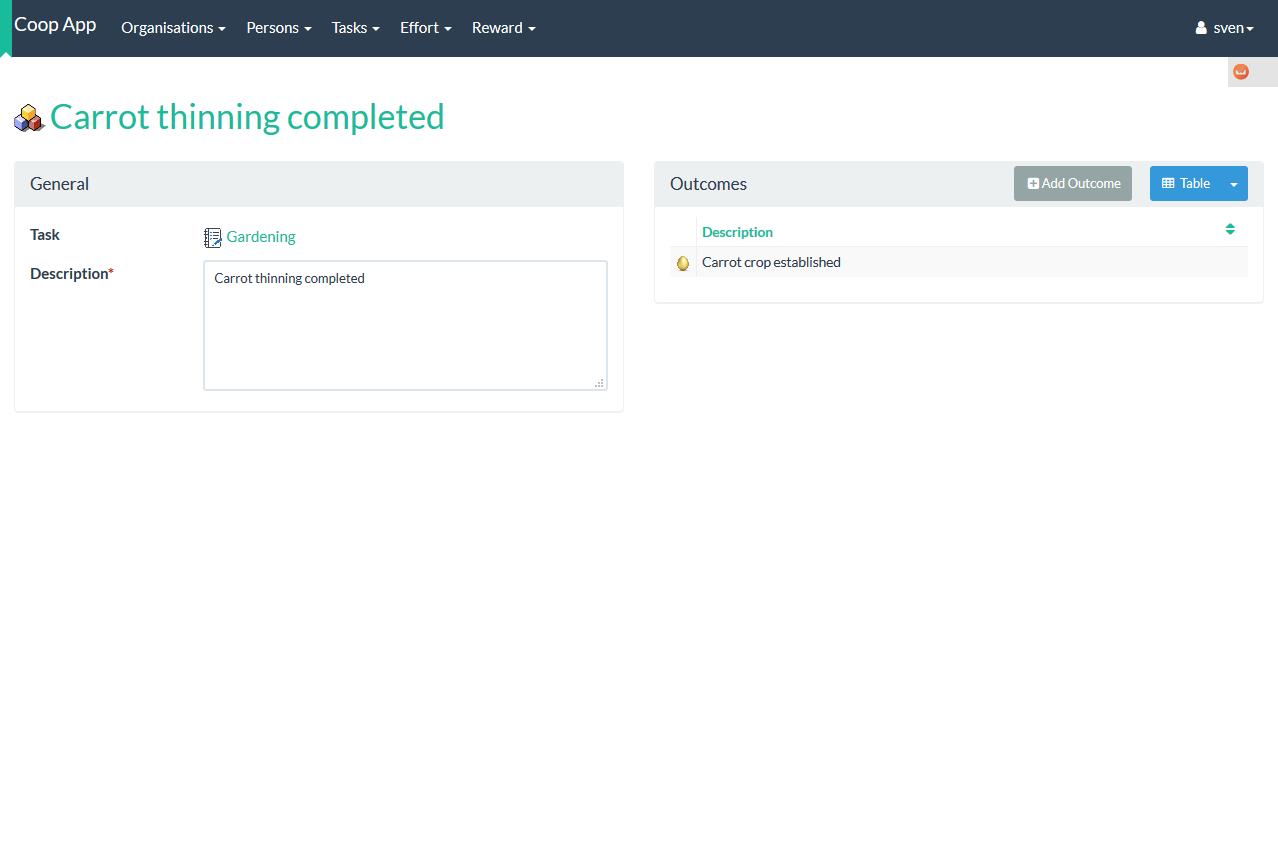 Coop App
Organisations
Persons
Tasks
Effort
Reward
sven
Carrot thinning completed
General
Task
Gardening
Description*
Carrot thinning completed
Outcomes
Add Outcome
Table
Description
Carrot crop established